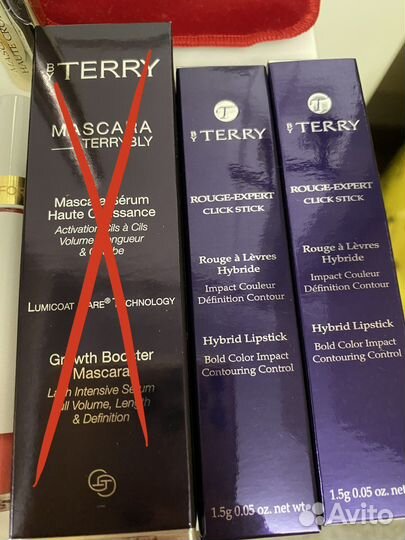 HAUTE CRO
BY TERRY
MASCARA
TERRYBLY
Mascara Sérum
Haute Croissance
Activation Cils à Cils
Volume Longueur
&
LUMICOAT CARE® TECHNOLOGY
Growth Booster
Mascara
Lash Intensive Serum
Full Volume, Length
& Definition
T
BY TERRY
ROUGE-EXPERT
CLICK STICK
Rouge à Lèvres
Hybride
Impact Couleur
Définition Contour
Hybrid Lipstick
Bold Color Impact
Contouring Control
1.5g 0.05 oz. net wt
T
BY TERRY
ROUGE-EXPERT
CLICK STICK
Rouge à Lèvres
Hybride
Impact Couleur
Définition Contour
Hybrid Lipstick
Bold Color Impact
Contouring Control
1.5g 0.05 oz. net
Avito